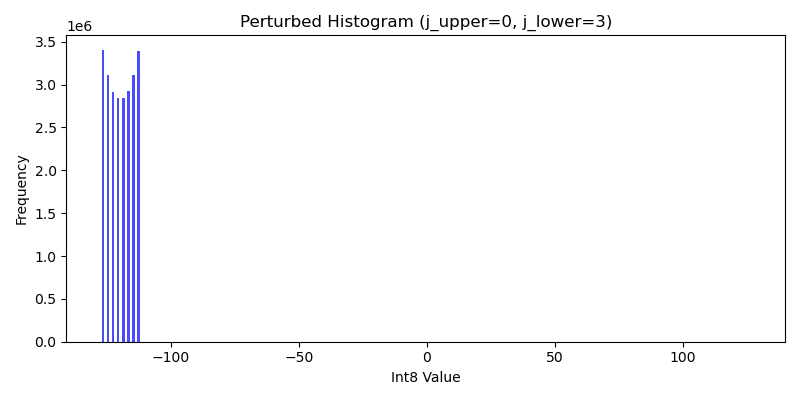 Perturbed Histogram (j_upper=0, j_lower=3)
1e6
3.5
3.0
2.5
2.0
1.5
1.0
0.5
0.0
Frequency
−100 −50 0 50 100
Int8 Value